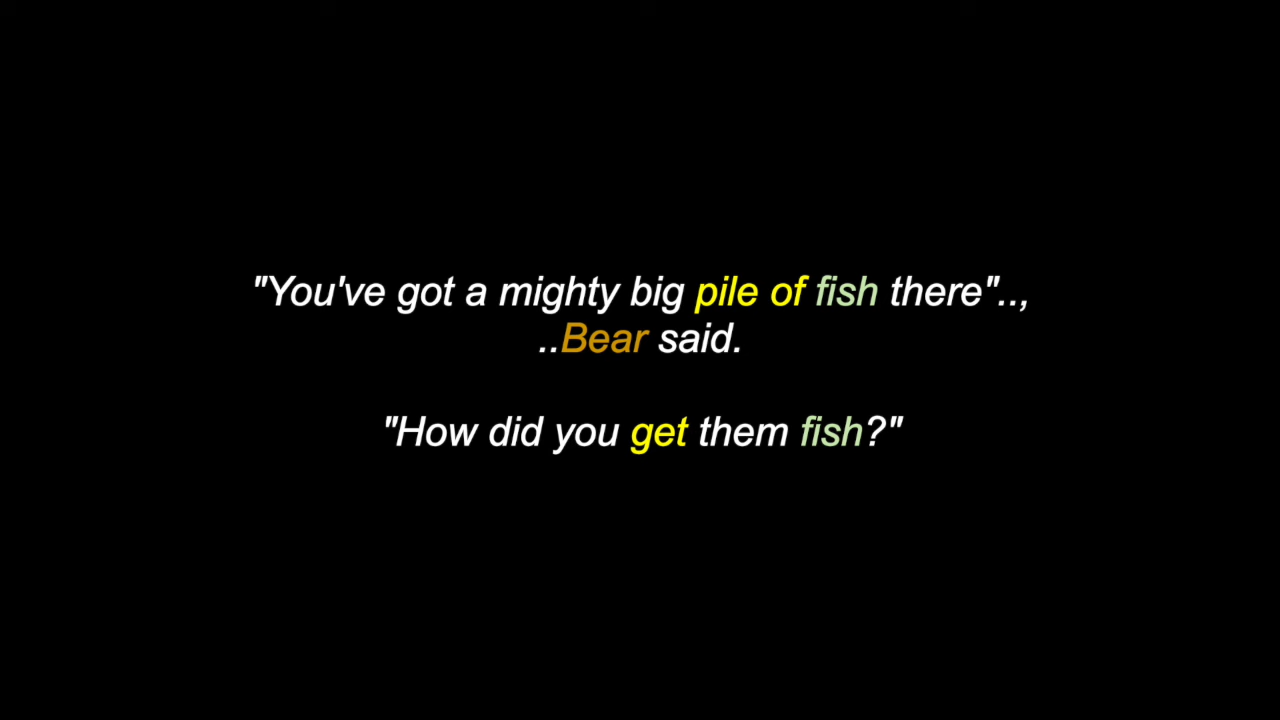 "You've got a mighty big pile of fish there"..,
..Bear said.
"How did you get them fish?"